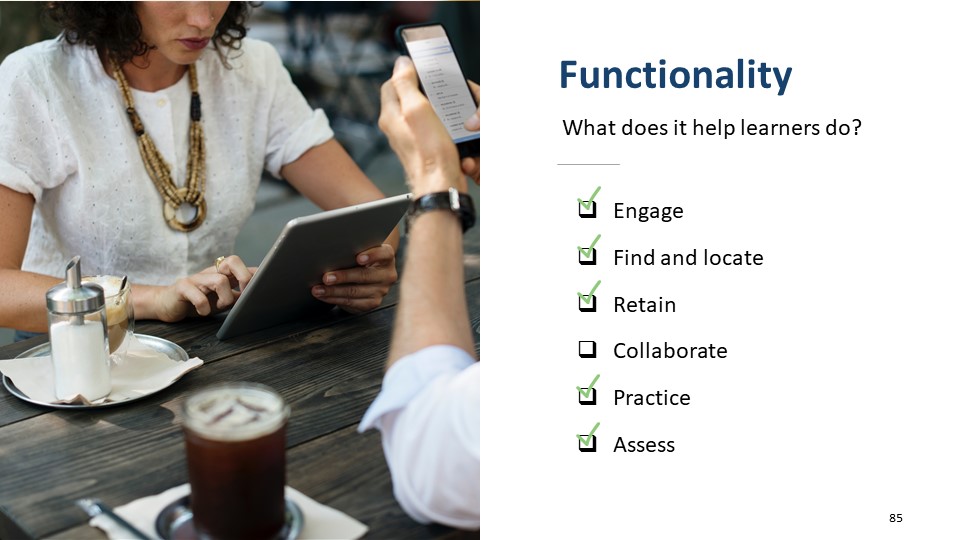 Functionality
What does it help learners do?
Engage
Find and locate
Retain
Collaborate
Practice
Assess
85